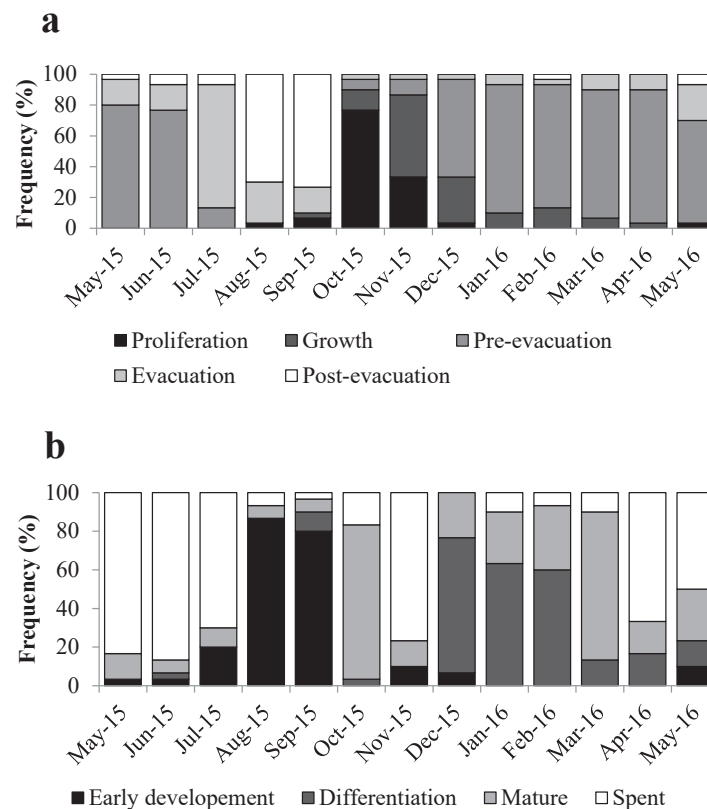 a
Frequency (%)
100
80
60
40
20
0
May-15 Jun-15 Jul-15 Aug-15 Sep-15 Oct-15 Nov-15 Dec-15 Jan-16 Feb-16 Mar-16 Apr-16 May-16
Proliferation Growth Pre-evacuation
Evacuation Post-evacuation
b
Frequency (%)
100
80
60
40
20
0
May-15 Jun-15 Jul-15 Aug-15 Sep-15 Oct-15 Nov-15 Dec-15 Jan-16 Feb-16 Mar-16 Apr-16 May-16
Early developement Differentiation Mature Spent